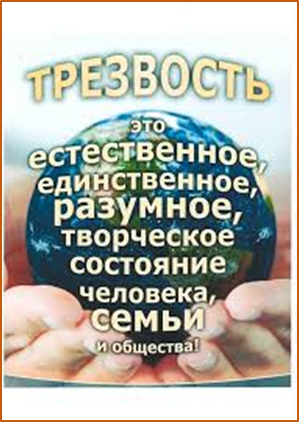 ТРЕЗВОСТЬ
это
естественное,
единственное,
разумное,
творческое
состояние
человека,
семьи
и общества!